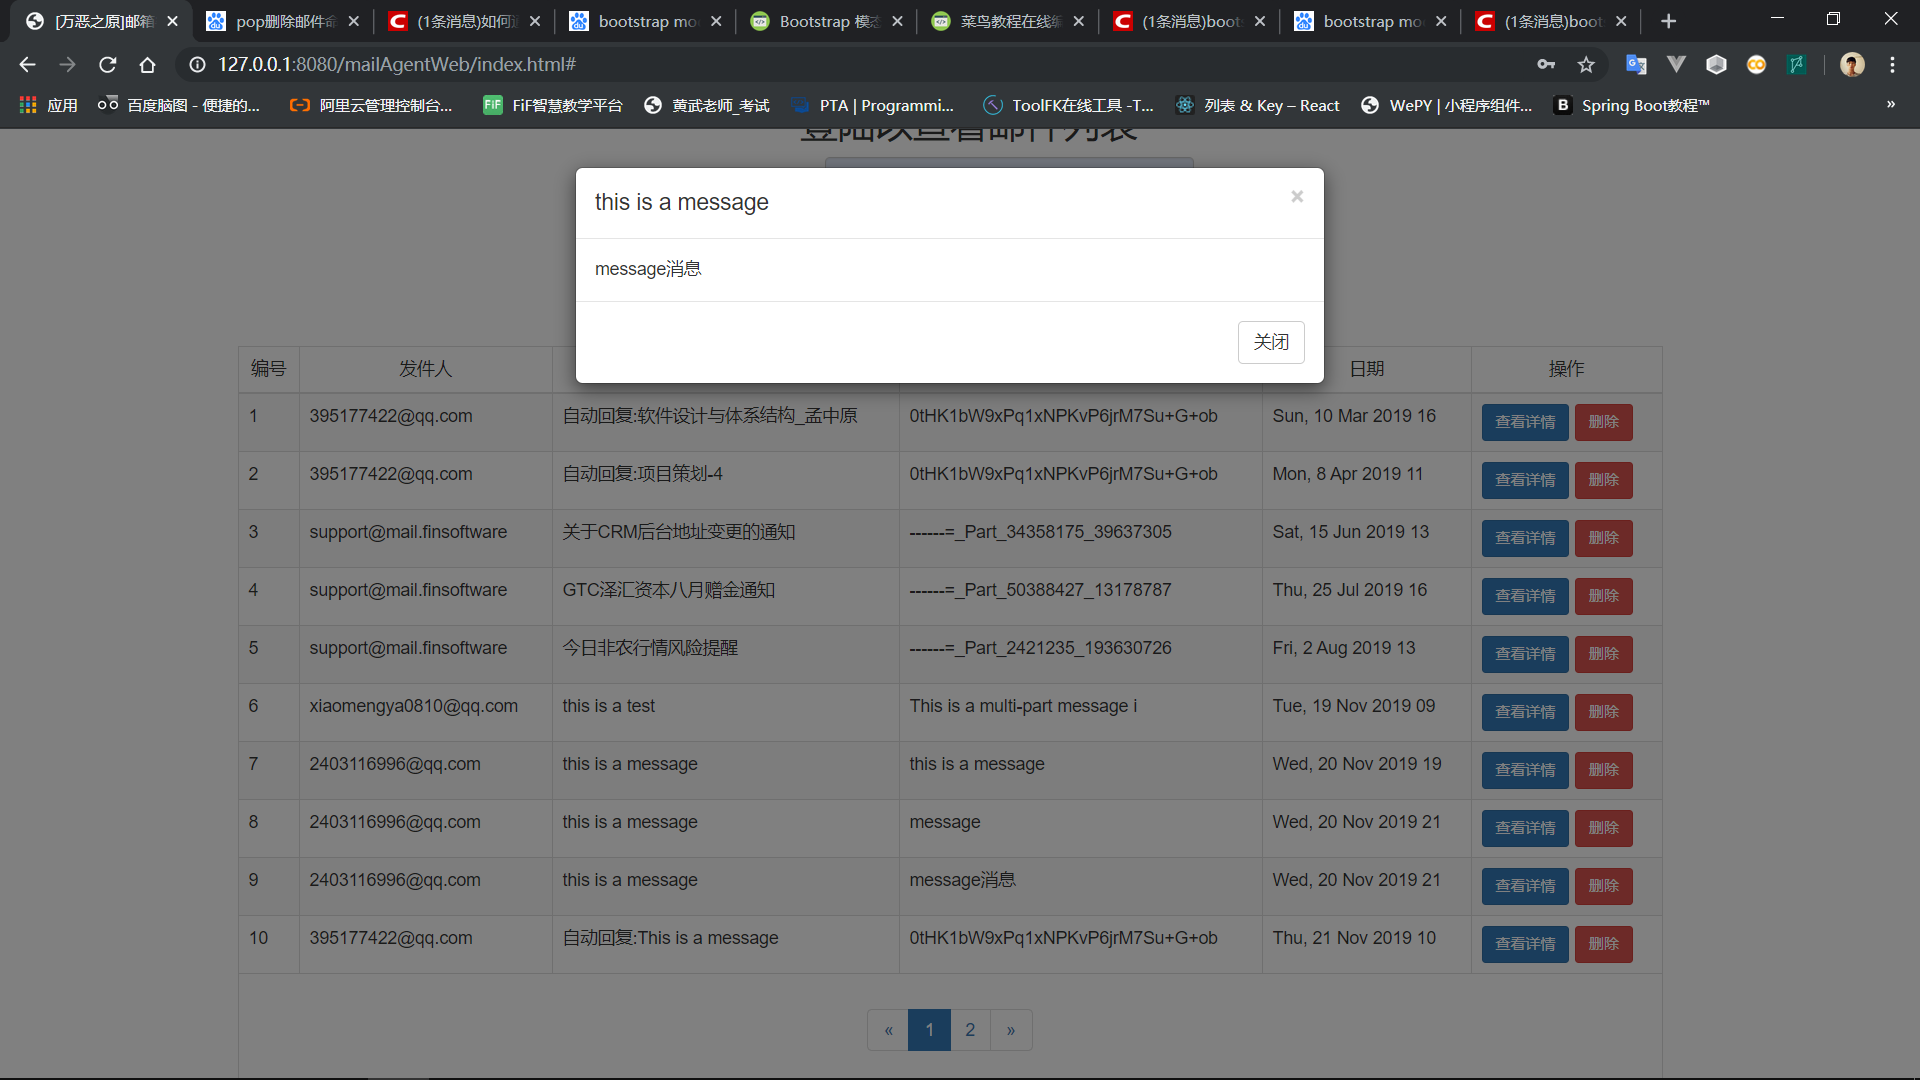 [万恶之原]邮箱
pop删除邮件命
(1条消息)如何
bootstrap mo
Bootstrap 模态
菜鸟教程在线编
(1条消息)boot
bootstrap mo
(1条消息)boot
127.0.0.1:8080/mailAgentWeb/index.html#
应用 百度脑图 - 便捷的... 阿里云管理控制台... FiF智慧教学平台 黄武老师_考试 PTA | Programmi... ToolFK在线工具 -T... 列表 & Key – React WePY | 小程序组件... Spring Boot教程™ »
登陆以查看邮件列表
this is a message ×
message消息
关闭
编号 发件人 日期 操作
1 395177422@qq.com 自动回复:软件设计与体系结构_孟中原 0tHK1bW9xPq1xNPKvP6jrM7Su+G+ob Sun, 10 Mar 2019 16 查看详情 删除
2 395177422@qq.com 自动回复:项目策划-4 0tHK1bW9xPq1xNPKvP6jrM7Su+G+ob Mon, 8 Apr 2019 11 查看详情 删除
3 support@mail.finsoftware 关于CRM后台地址变更的通知 ------=_Part_34358175_39637305 Sat, 15 Jun 2019 13 查看详情 删除
4 support@mail.finsoftware GTC泽汇资本八月赠金通知 ------=_Part_50388427_13178787 Thu, 25 Jul 2019 16 查看详情 删除
5 support@mail.finsoftware 今日非农行情风险提醒 ------=_Part_2421235_193630726 Fri, 2 Aug 2019 13 查看详情 删除
6 xiaomengya0810@qq.com this is a test This is a multi-part message i Tue, 19 Nov 2019 09 查看详情 删除
7 2403116996@qq.com this is a message this is a message Wed, 20 Nov 2019 19 查看详情 删除
8 2403116996@qq.com this is a message message Wed, 20 Nov 2019 21 查看详情 删除
9 2403116996@qq.com this is a message message消息 Wed, 20 Nov 2019 21 查看详情 删除
10 395177422@qq.com 自动回复:This is a message 0tHK1bW9xPq1xNPKvP6jrM7Su+G+ob Thu, 21 Nov 2019 10 查看详情 删除
« 1 2 »